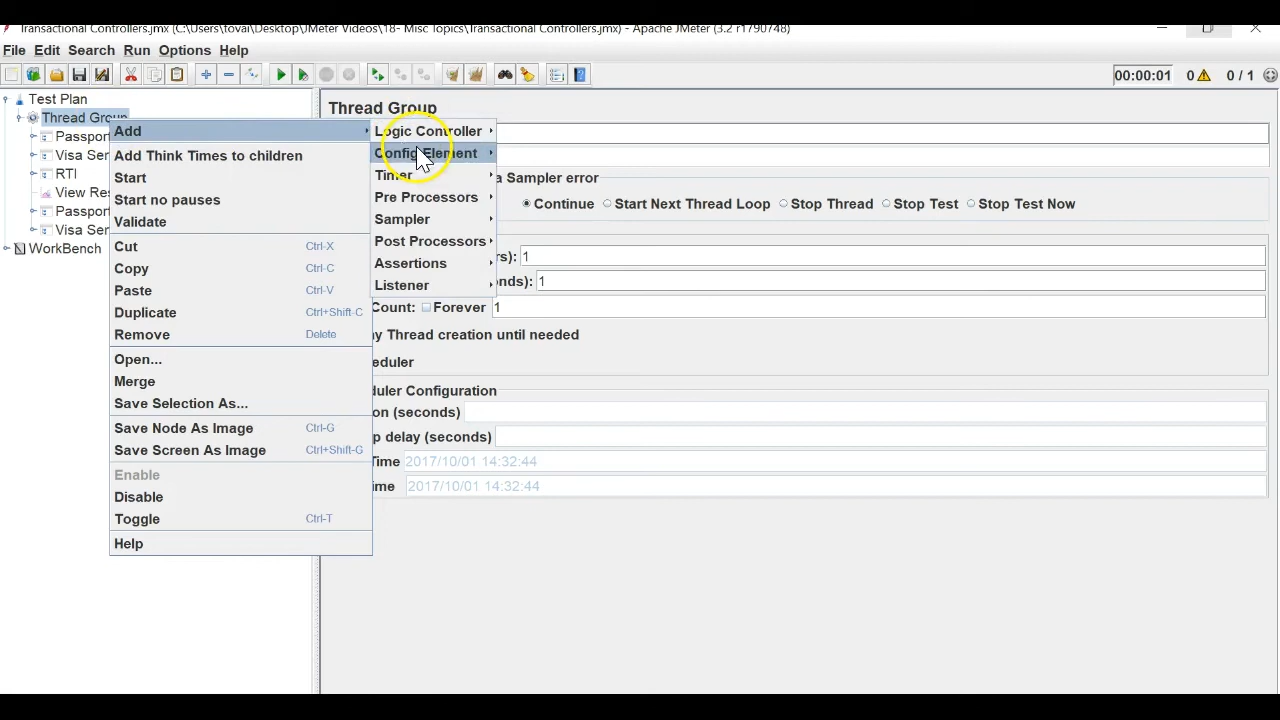 Transactional Controllers.jmx (C:\Users\tovai\Desktop\JMeter Videos\18- Misc Topics\Transactional Controllers.jmx) - Apache JMeter (3.2 r1790748)
File Edit Search Run Options Help
00:00:01 0 0 / 1
Test Plan
Thread Group
Passport
Visa Ser
RTI
View Res
Passport
Visa Ser
WorkBench
Add
Add Think Times to children
Start
Start no pauses
Validate
Cut Ctrl-X
Copy Ctrl-C
Paste Ctrl-V
Duplicate Ctrl+Shift-C
Remove Delete
Open...
Merge
Save Selection As...
Save Node As Image Ctrl-G
Save Screen As Image Ctrl+Shift-G
Enable
Disable
Toggle Ctrl-T
Help
Logic Controller
Config Element
Timer
Pre Processors
Sampler
Post Processors
Assertions
Listener
Thread Group
a Sampler error
Continue Start Next Thread Loop Stop Thread Stop Test Stop Test Now
rs): 1
nds): 1
Count: Forever 1
y Thread creation until needed
eduler
duler Configuration
on (seconds)
p delay (seconds)
Time 2017/10/01 14:32:44
ime 2017/10/01 14:32:44